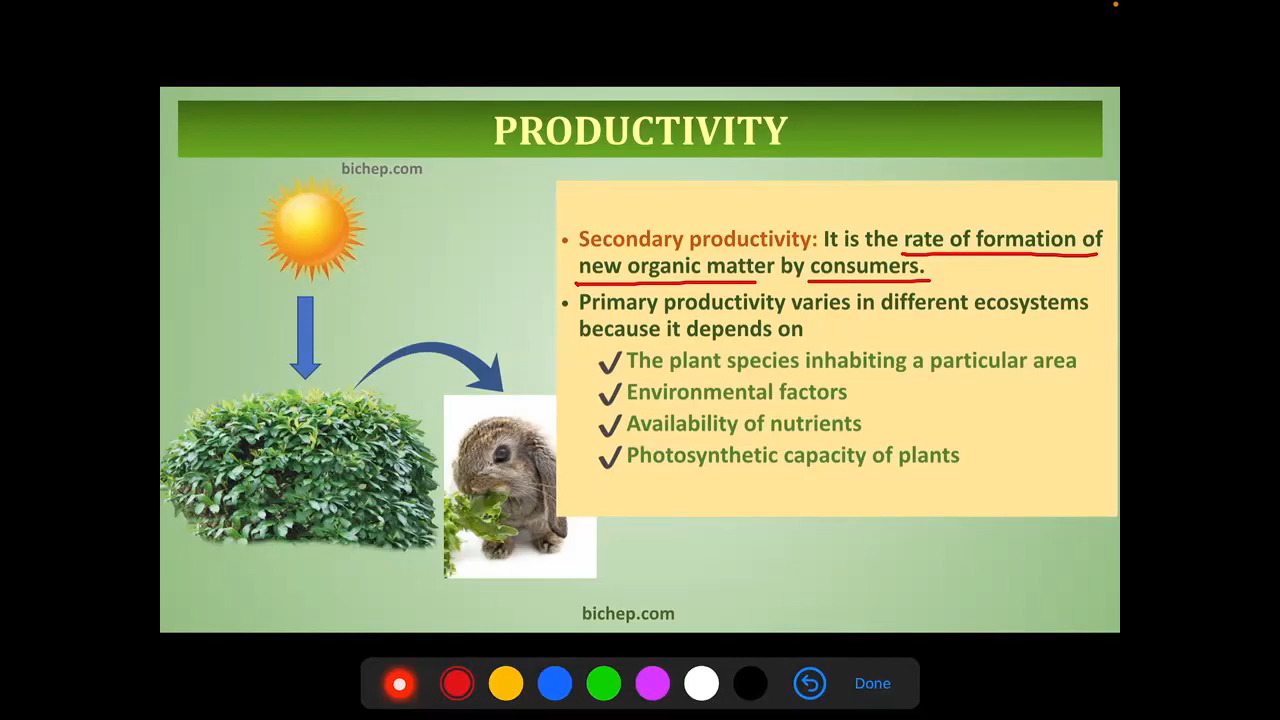 PRODUCTIVITY
bichep.com
• Secondary productivity: It is the rate of formation of
new organic matter by consumers.
• Primary productivity varies in different ecosystems
because it depends on
✓ The plant species inhabiting a particular area
✓ Environmental factors
✓ Availability of nutrients
✓ Photosynthetic capacity of plants
bichep.com
Done